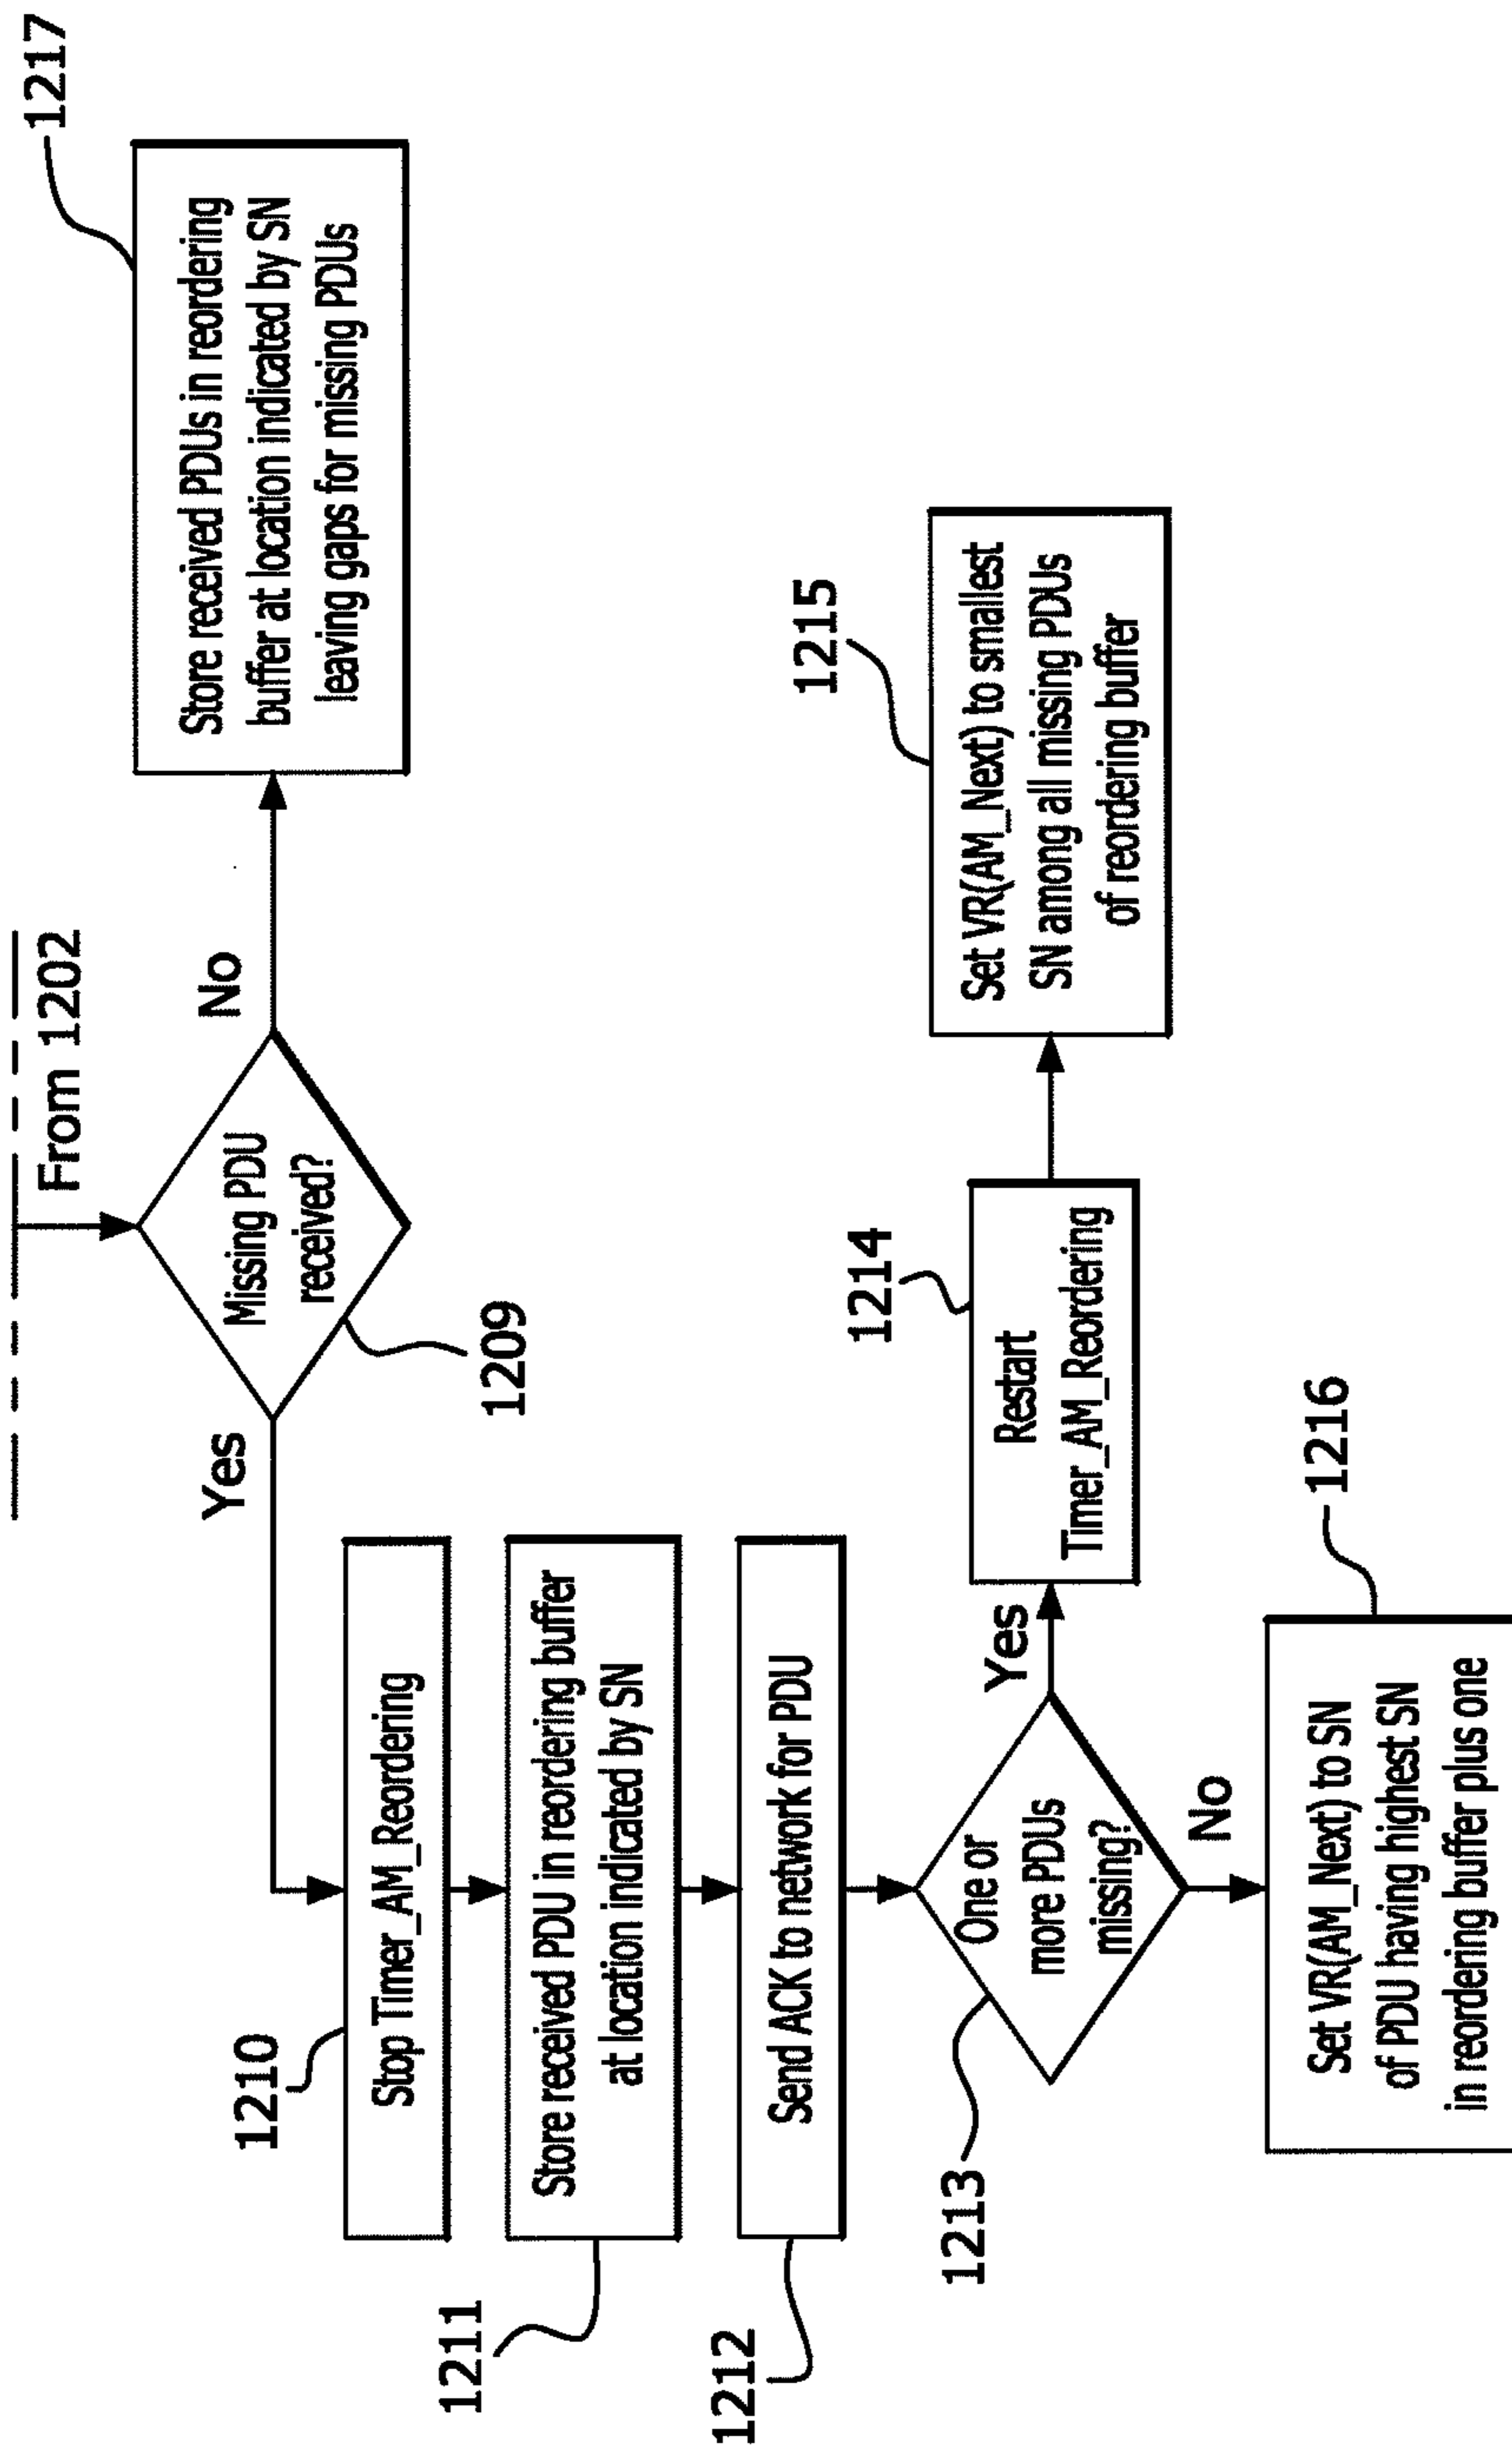 From 1202
Missing PDU
received?
1209
Yes
No
1210
Stop Timer_AM_Reordering
1211
Store received PDU in reordering buffer
at location indicated by SN
1212
Send ACK to network for PDU
1213
One or
more PDUs
missing?
Yes
No
1214
Restart
Timer_AM_Reordering
1215
Set VR(AM_Next) to smallest
SN among all missing PDUs
of reordering buffer
1216
Set VR(AM_Next) to SN
of PDU having highest SN
in reordering buffer plus one
1217
Store received PDUs in reordering
buffer at location indicated by SN
leaving gaps for missing PDUs